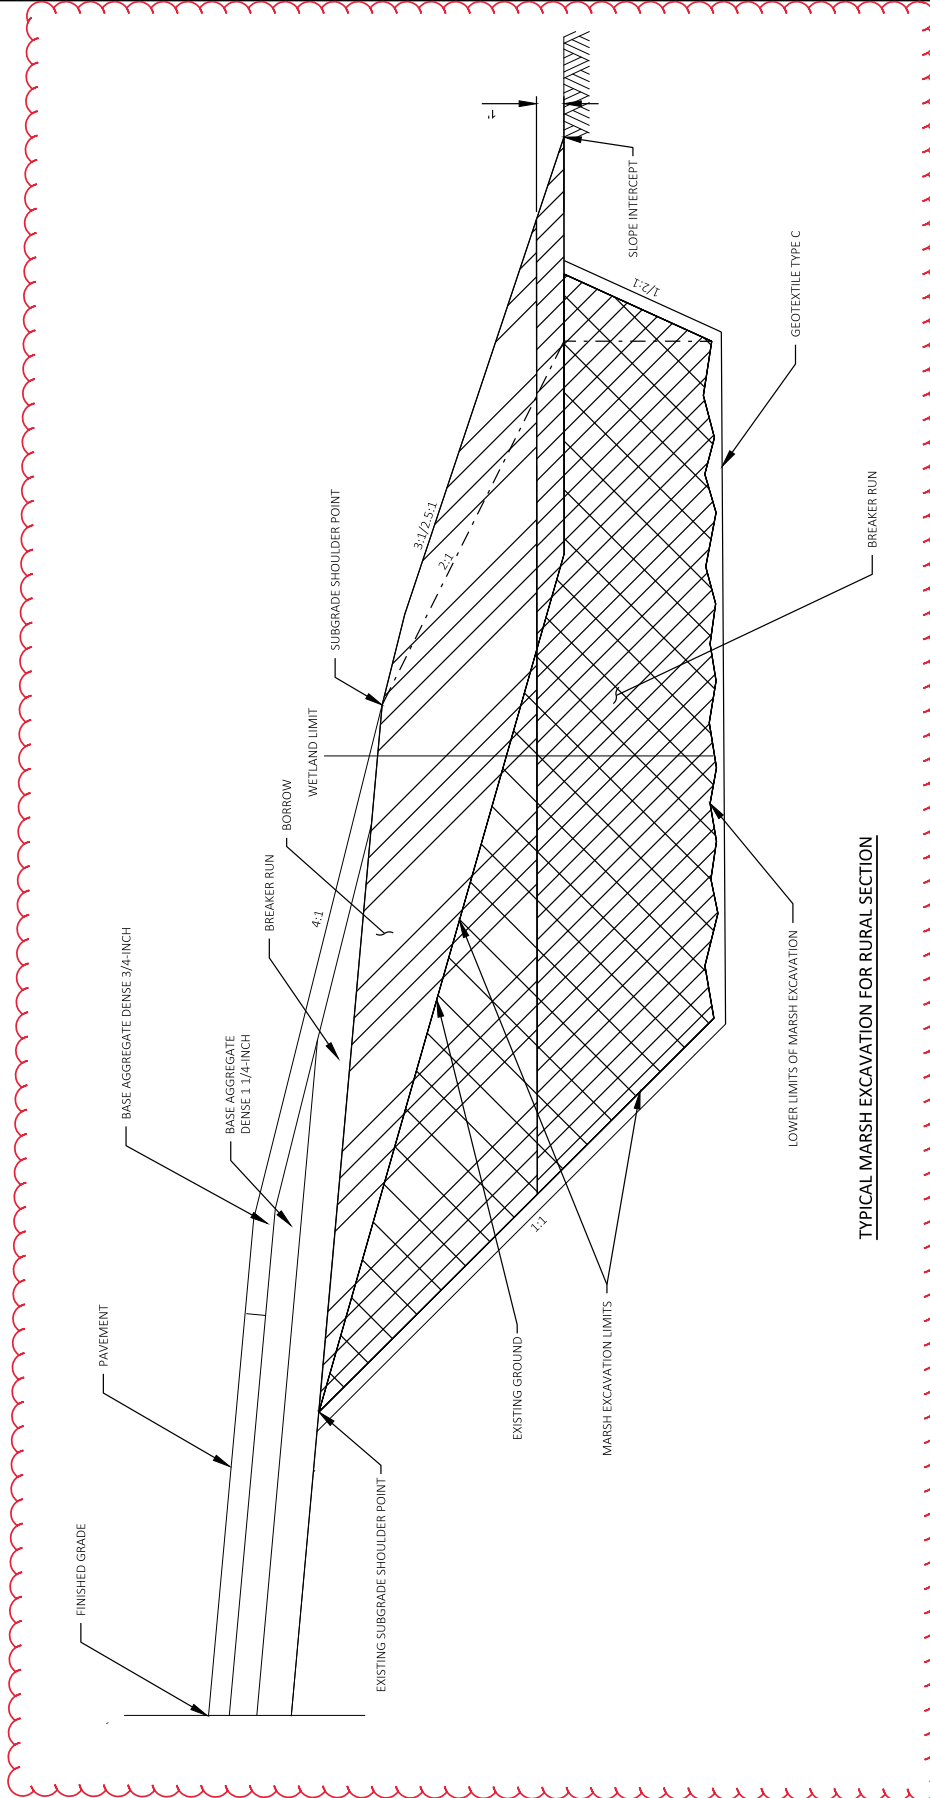 FINISHED GRADE
PAVEMENT
BASE AGGREGATE DENSE 3/4-INCH
BASE AGGREGATE
DENSE 1 1/4-INCH
BREAKER RUN
BORROW
WETLAND LIMIT
SUBGRADE SHOULDER POINT
4:1
3:1/2.5:1
2:1
1'
SLOPE INTERCEPT
1/2:1
GEOTEXTILE TYPE C
BREAKER RUN
EXISTING SUBGRADE SHOULDER POINT
EXISTING GROUND
1:1
MARSH EXCAVATION LIMITS
LOWER LIMITS OF MARSH EXCAVATION
TYPICAL MARSH EXCAVATION FOR RURAL SECTION